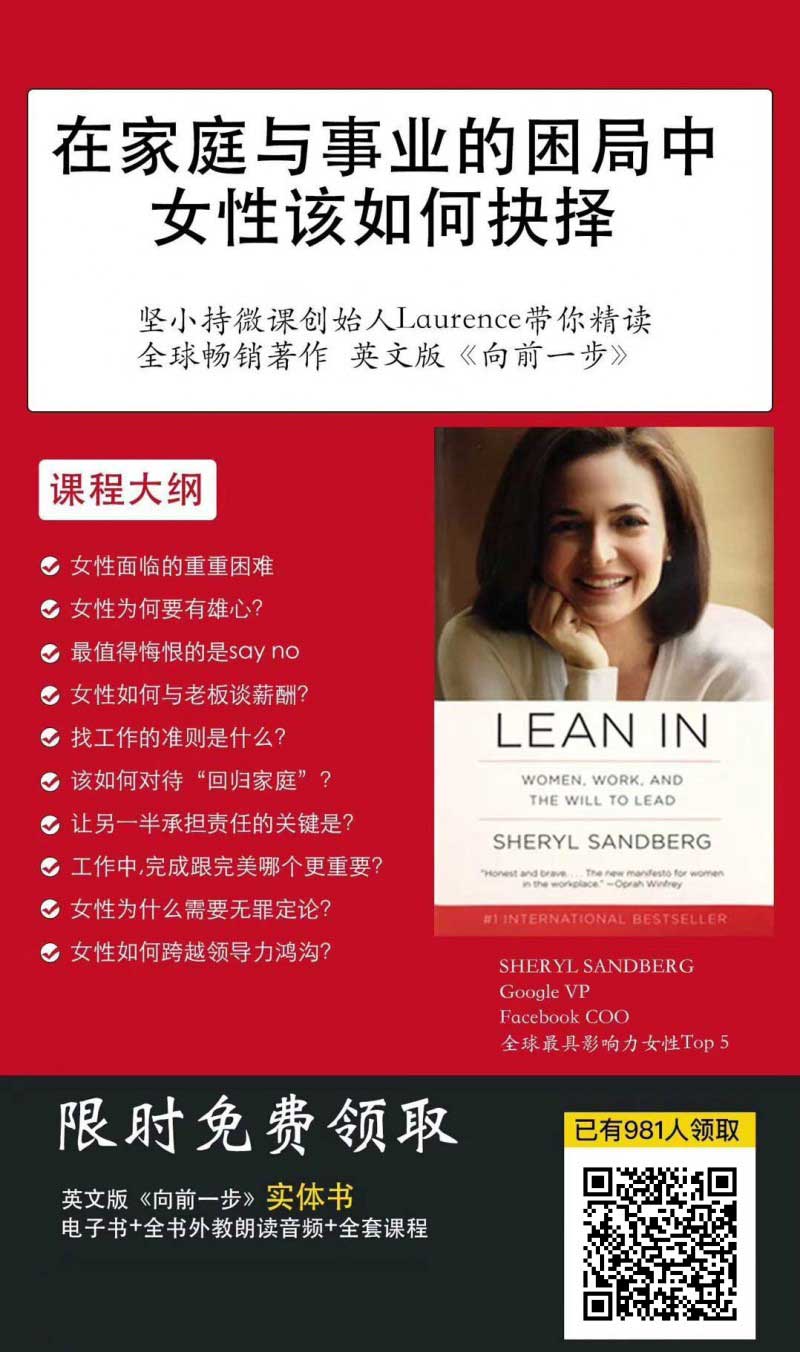 在家庭与事业的困局中
女性该如何抉择
坚小持微课创始人Laurence带你精读
全球畅销著作 英文版《向前一步》
课程大纲
女性面临的重重困难
女性为何要有雄心?
最值得悔恨的是say no
女性如何与老板谈薪酬?
找工作的准则是什么?
该如何对待“回归家庭”?
让另一半承担责任的关键是?
工作中,完成跟完美哪个更重要?
女性为什么需要无罪定论?
女性如何跨越领导力鸿沟?
LEAN IN
WOMEN, WORK, AND
THE WILL TO LEAD
SHERYL SANDBERG
"Honest and brave. . . . The new manifesto for women
in the workplace." —Oprah Winfrey
#1 INTERNATIONAL BESTSELLER
SHERYL SANDBERG
Google VP
Facebook COO
全球最具影响力女性Top 5
限时免费领取
英文版《向前一步》实体书
电子书+全书外教朗读音频+全套课程
已有981人领取